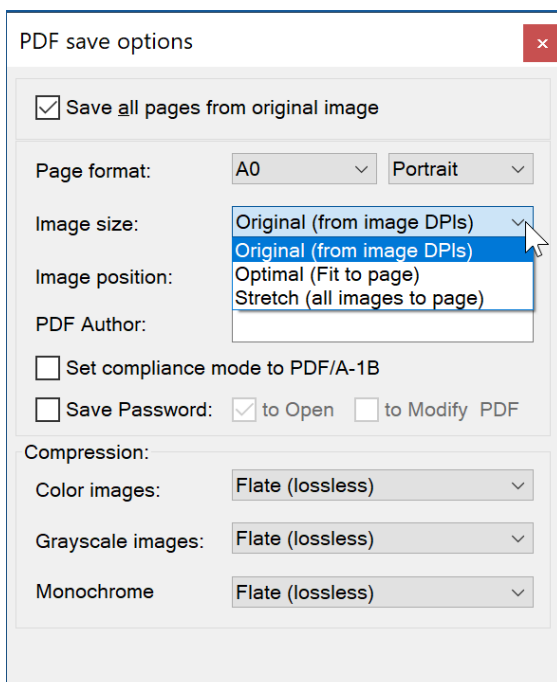 PDF save options
Save all pages from original image
Page format: A0 Portrait
Image size: Original (from image DPIs)
Original (from image DPIs)
Image position: Optimal (Fit to page)
Stretch (all images to page)
PDF Author:
Set compliance mode to PDF/A-1B
Save Password: to Open to Modify PDF
Compression:
Color images: Flate (lossless)
Grayscale images: Flate (lossless)
Monochrome Flate (lossless)